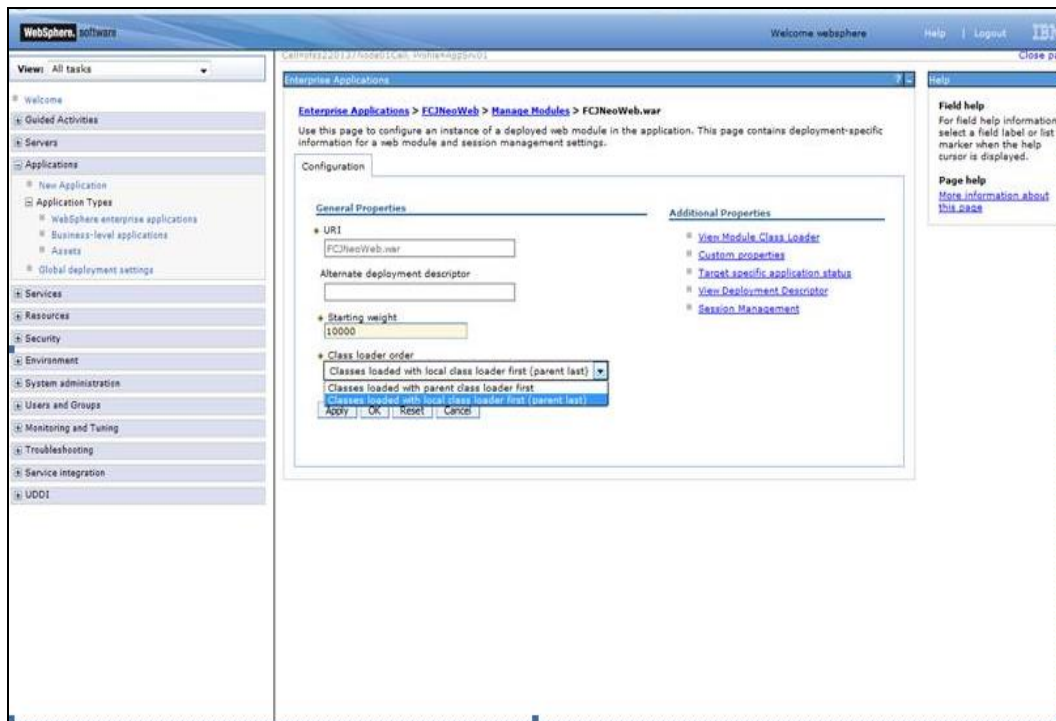 WebSphere. software
Welcome websphere
Help | Logout
IBM
View: All tasks
Welcome
Guided Activities
Servers
Applications
New Application
Application Types
WebSphere enterprise applications
Business-level applications
Assets
Global deployment settings
Services
Resources
Security
Environment
System administration
Users and Groups
Monitoring and Tuning
Troubleshooting
Service integration
UDDI
Close pa
Enterprise Applications
?
Enterprise Applications > FCJNeoWeb > Manage Modules > FCJNeoWeb.war
Use this page to configure an instance of a deployed web module in the application. This page contains deployment-specific
information for a web module and session management settings.
Configuration
General Properties
URI
FCJNeoWeb.war
Alternate deployment descriptor
Starting weight
10000
Class loader order
Classes loaded with local class loader first (parent last)
Classes loaded with parent class loader first
Classes loaded with local class loader first (parent last)
Apply OK Reset Cancel
Additional Properties
View Module Class Loader
Custom properties
Target specific application status
View Deployment Descriptor
Session Management
Help
Field help
For field help information,
select a field label or list
marker when the help
cursor is displayed.
Page help
More information about
this page